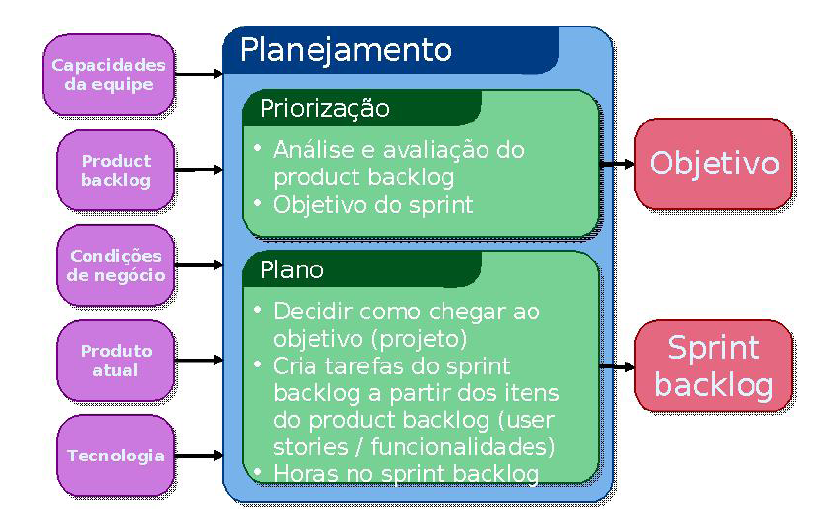 Capacidades
da equipe
Product
backlog
Condições
de negócio
Produto
atual
Tecnologia
Planejamento
Priorização
• Análise e avaliação do
product backlog
• Objetivo do sprint
Plano
• Decidir como chegar ao
objetivo (projeto)
• Cria tarefas do sprint
backlog a partir dos itens
do product backlog (user
stories / funcionalidades)
• Horas no sprint backlog
Objetivo
Sprint
backlog